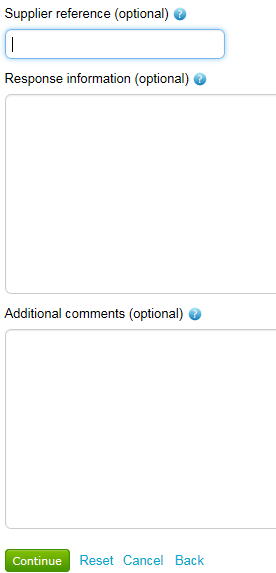 Supplier reference (optional) ?
Response information (optional) ?
Additional comments (optional) ?
Continue Reset Cancel Back